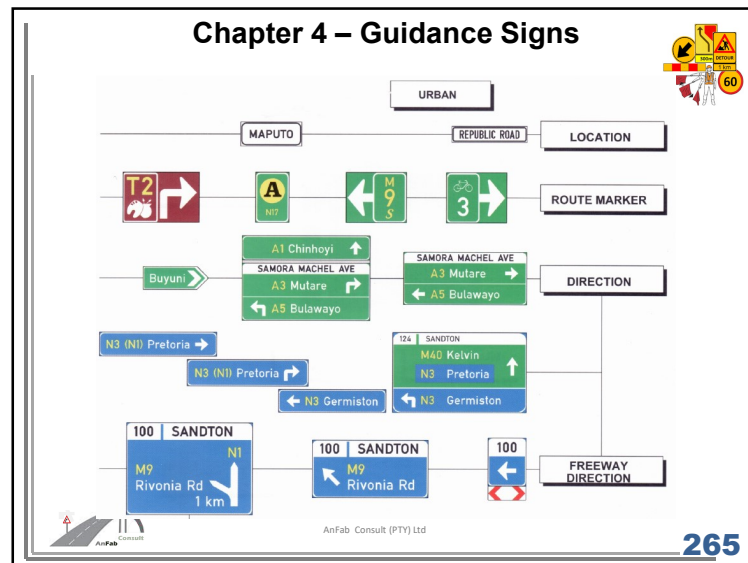 Chapter 4 – Guidance Signs
300m
DETOUR
1 km
60
URBAN
MAPUTO
REPUBLIC ROAD
LOCATION
T2
A
N17
M
9
S
3
ROUTE MARKER
A1 Chinhoyi
SAMORA MACHEL AVE
A3 Mutare
A5 Bulawayo
SAMORA MACHEL AVE
A3 Mutare
A5 Bulawayo
Buyuni
DIRECTION
N3 (N1) Pretoria
N3 (N1) Pretoria
N3 Germiston
124 SANDTON
M40 Kelvin
N3 Pretoria
N3 Germiston
100 SANDTON
N1
M9
Rivonia Rd
1 km
100 SANDTON
M9
Rivonia Rd
100
FREEWAY
DIRECTION
AnFab Consult
AnFab Consult (PTY) Ltd
265